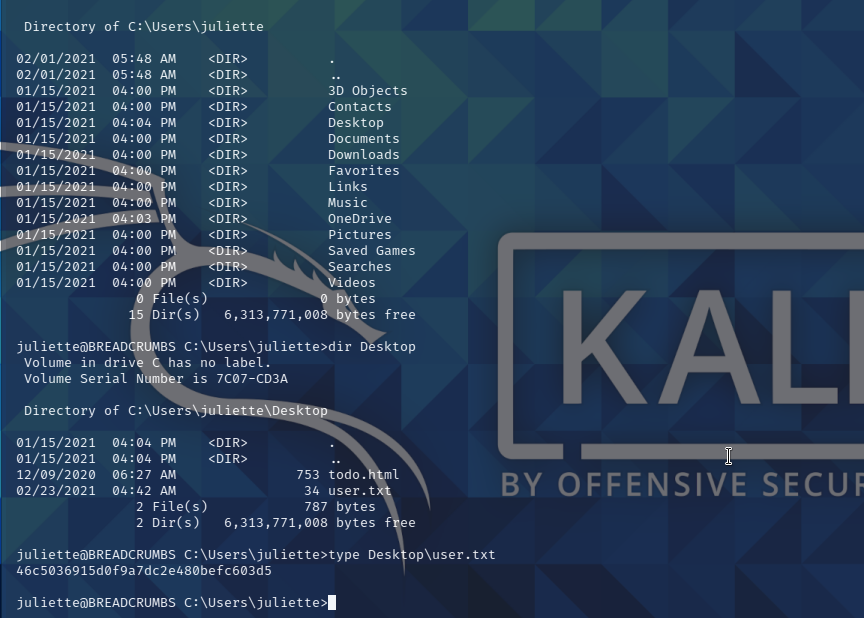 Directory of C:\Users\juliette
02/01/2021  05:48 AM    <DIR>          .
02/01/2021  05:48 AM    <DIR>          ..
01/15/2021  04:00 PM    <DIR>          3D Objects
01/15/2021  04:00 PM    <DIR>          Contacts
01/15/2021  04:04 PM    <DIR>          Desktop
01/15/2021  04:00 PM    <DIR>          Documents
01/15/2021  04:00 PM    <DIR>          Downloads
01/15/2021  04:00 PM    <DIR>          Favorites
01/15/2021  04:00 PM    <DIR>          Links
01/15/2021  04:00 PM    <DIR>          Music
01/15/2021  04:03 PM    <DIR>          OneDrive
01/15/2021  04:00 PM    <DIR>          Pictures
01/15/2021  04:00 PM    <DIR>          Saved Games
01/15/2021  04:00 PM    <DIR>          Searches
01/15/2021  04:00 PM    <DIR>          Videos
0 File(s)              0 bytes
15 Dir(s)   6,313,771,008 bytes free
juliette@BREADCRUMBS C:\Users\juliette>dir Desktop
Volume in drive C has no label.
Volume Serial Number is 7C07-CD3A
Directory of C:\Users\juliette\Desktop
01/15/2021  04:04 PM    <DIR>          .
01/15/2021  04:04 PM    <DIR>          ..
12/09/2020  06:27 AM               753 todo.html
02/23/2021  04:42 AM                34 user.txt
2 File(s)            787 bytes
2 Dir(s)   6,313,771,008 bytes free
juliette@BREADCRUMBS C:\Users\juliette>type Desktop\user.txt
46c5036915d0f9a7dc2e480befc603d5
juliette@BREADCRUMBS C:\Users\juliette>
KALI
BY OFFENSIVE SECUR